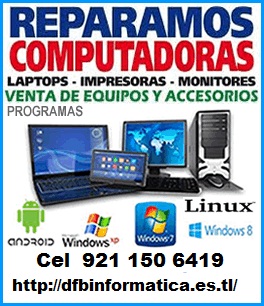 REPARAMOS
COMPUTADORAS
LAPTOPS - IMPRESORAS - MONITORES
VENTA DE EQUIPOS Y ACCESORIOS
PROGRAMAS
Linux
ANDROID
Windows xp
Windows 7
Windows 8
Cel 921 150 6419
http://dfbinformatica.es.tl/